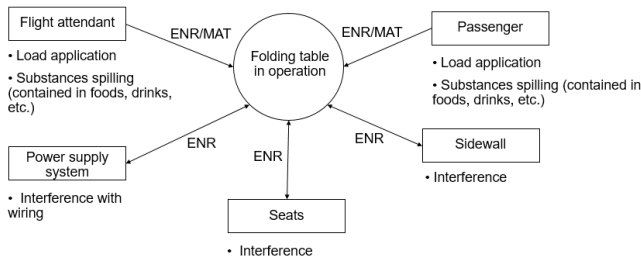 Flight attendant
ENR/MAT
ENR/MAT
Passenger
Folding table
in operation
• Load application
• Substances spilling
(contained in foods, drinks,
etc.)
• Load application
• Substances spilling (contained in
foods, drinks, etc.)
ENR
ENR
ENR
Power supply
system
Sidewall
• Interference with
wiring
• Interference
Seats
• Interference